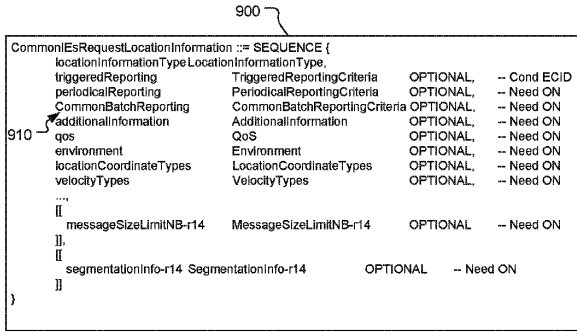 900
CommonIEsRequestLocationInformation ::= SEQUENCE {
locationInformationType LocationInformationType,
triggeredReporting TriggeredReportingCriteria OPTIONAL, -- Cond ECID
periodicalReporting PeriodicalReportingCriteria OPTIONAL, -- Need ON
CommonBatchReporting CommonBatchReportingCriteria OPTIONAL, -- Need ON
additionalInformation AdditionalInformation OPTIONAL, -- Need ON
910
qos QoS OPTIONAL, -- Need ON
environment Environment OPTIONAL, -- Need ON
locationCoordinateTypes LocationCoordinateTypes OPTIONAL, -- Need ON
velocityTypes VelocityTypes OPTIONAL, -- Need ON
...,
[[
messageSizeLimitNB-r14 MessageSizeLimitNB-r14 OPTIONAL -- Need ON
]],
[[
segmentationInfo-r14 SegmentationInfo-r14 OPTIONAL -- Need ON
]]
}